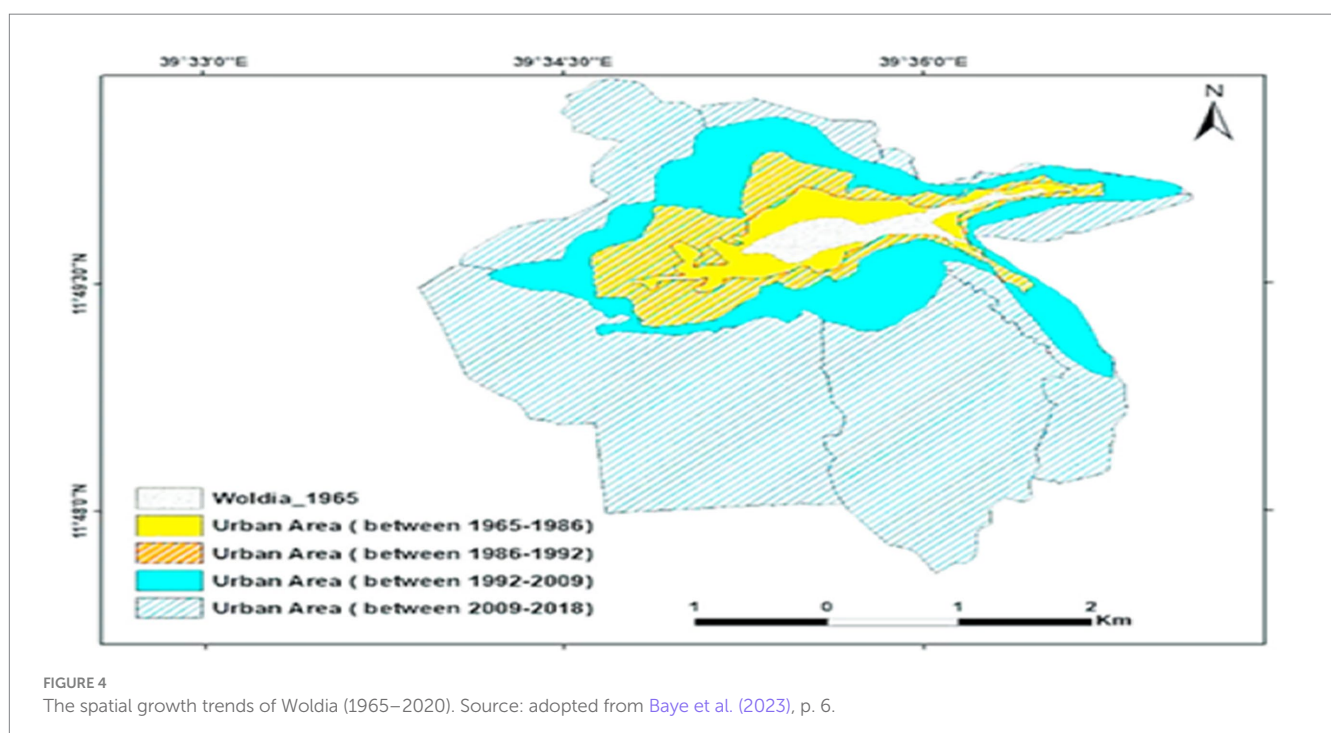 39°33'0"E
39°34'30"E
39°36'0"E
N
11°49'30"N
11°48'0"N
Woldia_1965
Urban Area ( between 1965-1986)
Urban Area ( between 1986-1992)
Urban Area ( between 1992-2009)
Urban Area ( between 2009-2018)
1 0 1 2
Km
FIGURE 4
The spatial growth trends of Woldia (1965–2020). Source: adopted from Baye et al. (2023), p. 6.